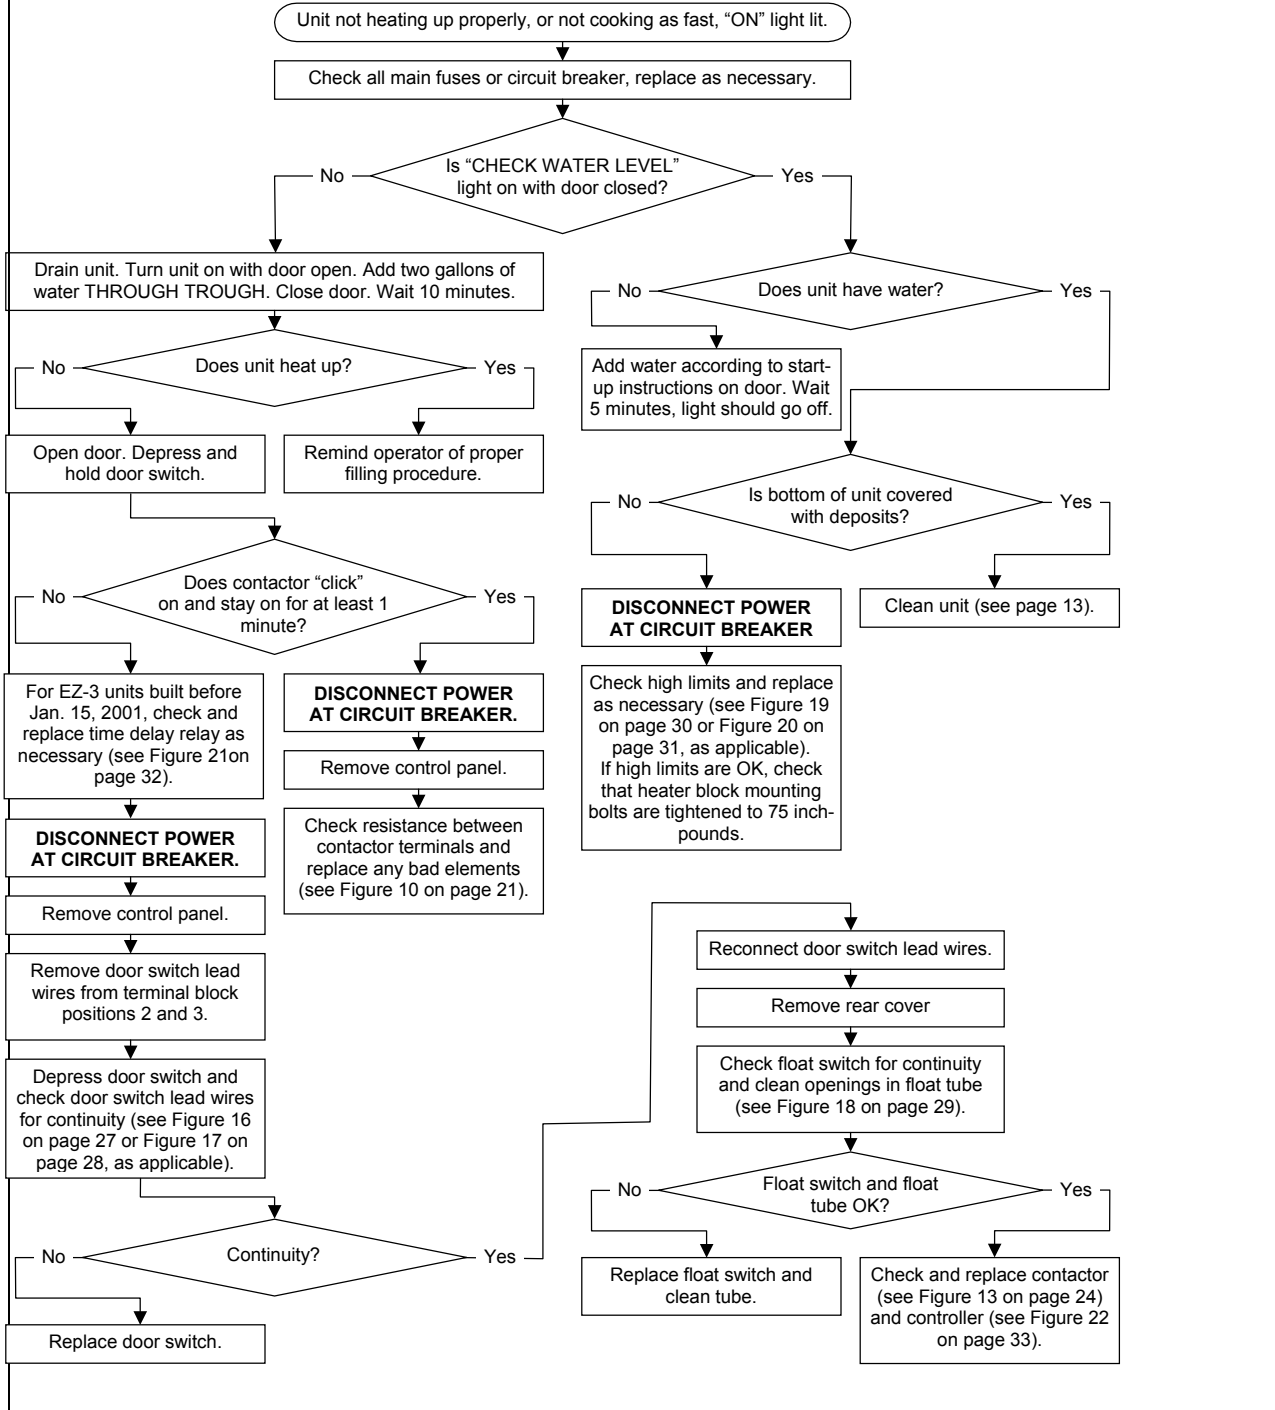 Unit not heating up properly, or not cooking as fast, “ON” light lit.
Check all main fuses or circuit breaker, replace as necessary.
Is “CHECK WATER LEVEL”
light on with door closed?
No
Yes
Drain unit. Turn unit on with door open. Add two gallons of
water THROUGH TROUGH. Close door. Wait 10 minutes.
Does unit heat up?
No
Yes
Open door. Depress and
hold door switch.
Remind operator of proper
filling procedure.
Does contactor “click”
on and stay on for at least 1
minute?
No
Yes
For EZ-3 units built before
Jan. 15, 2001, check and
replace time delay relay as
necessary (see Figure 21on
page 32).
DISCONNECT POWER
AT CIRCUIT BREAKER.
Remove control panel.
Remove door switch lead
wires from terminal block
positions 2 and 3.
Depress door switch and
check door switch lead wires
for continuity (see Figure 16
on page 27 or Figure 17 on
page 28, as applicable).
Continuity?
No
Yes
Replace door switch.
DISCONNECT POWER
AT CIRCUIT BREAKER.
Remove control panel.
Check resistance between
contactor terminals and
replace any bad elements
(see Figure 10 on page 21).
Does unit have water?
No
Yes
Add water according to start-
up instructions on door. Wait
5 minutes, light should go off.
Is bottom of unit covered
with deposits?
No
Yes
DISCONNECT POWER
AT CIRCUIT BREAKER
Clean unit (see page 13).
Check high limits and replace
as necessary (see Figure 19
on page 30 or Figure 20 on
page 31, as applicable).
If high limits are OK, check
that heater block mounting
bolts are tightened to 75 inch-
pounds.
Reconnect door switch lead wires.
Remove rear cover
Check float switch for continuity
and clean openings in float tube
(see Figure 18 on page 29).
Float switch and float
tube OK?
No
Yes
Replace float switch and
clean tube.
Check and replace contactor
(see Figure 13 on page 24)
and controller (see Figure 22
on page 33).